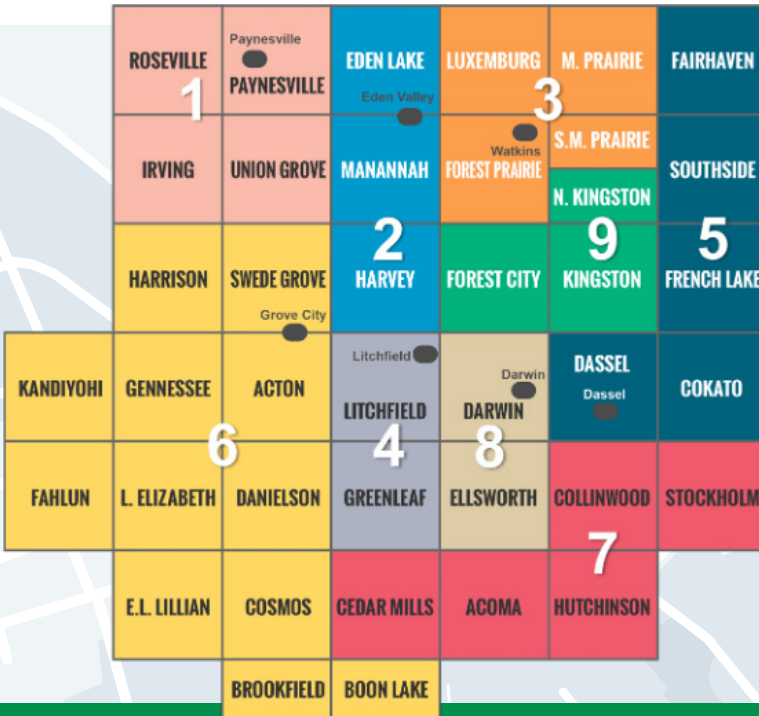 Paynesville
ROSEVILLE
PAYNESVILLE
EDEN LAKE
LUXEMBURG
M. PRAIRIE
FAIRHAVEN
1
Eden Valley
3
Watkins
S.M. PRAIRIE
IRVING
UNION GROVE
MANANNAH
FOREST PRAIRIE
SOUTHSIDE
N. KINGSTON
2
9
5
HARRISON
SWEDE GROVE
HARVEY
FOREST CITY
KINGSTON
FRENCH LAKE
Grove City
Litchfield
Darwin
DASSEL
Dassel
KANDIYOHI
GENNESSEE
ACTON
LITCHFIELD
DARWIN
COKATO
6
4
8
FAHLUN
L. ELIZABETH
DANIELSON
GREENLEAF
ELLSWORTH
COLLINWOOD
STOCKHOLM
7
E.L. LILLIAN
COSMOS
CEDAR MILLS
ACOMA
HUTCHINSON
BROOKFIELD
BOON LAKE